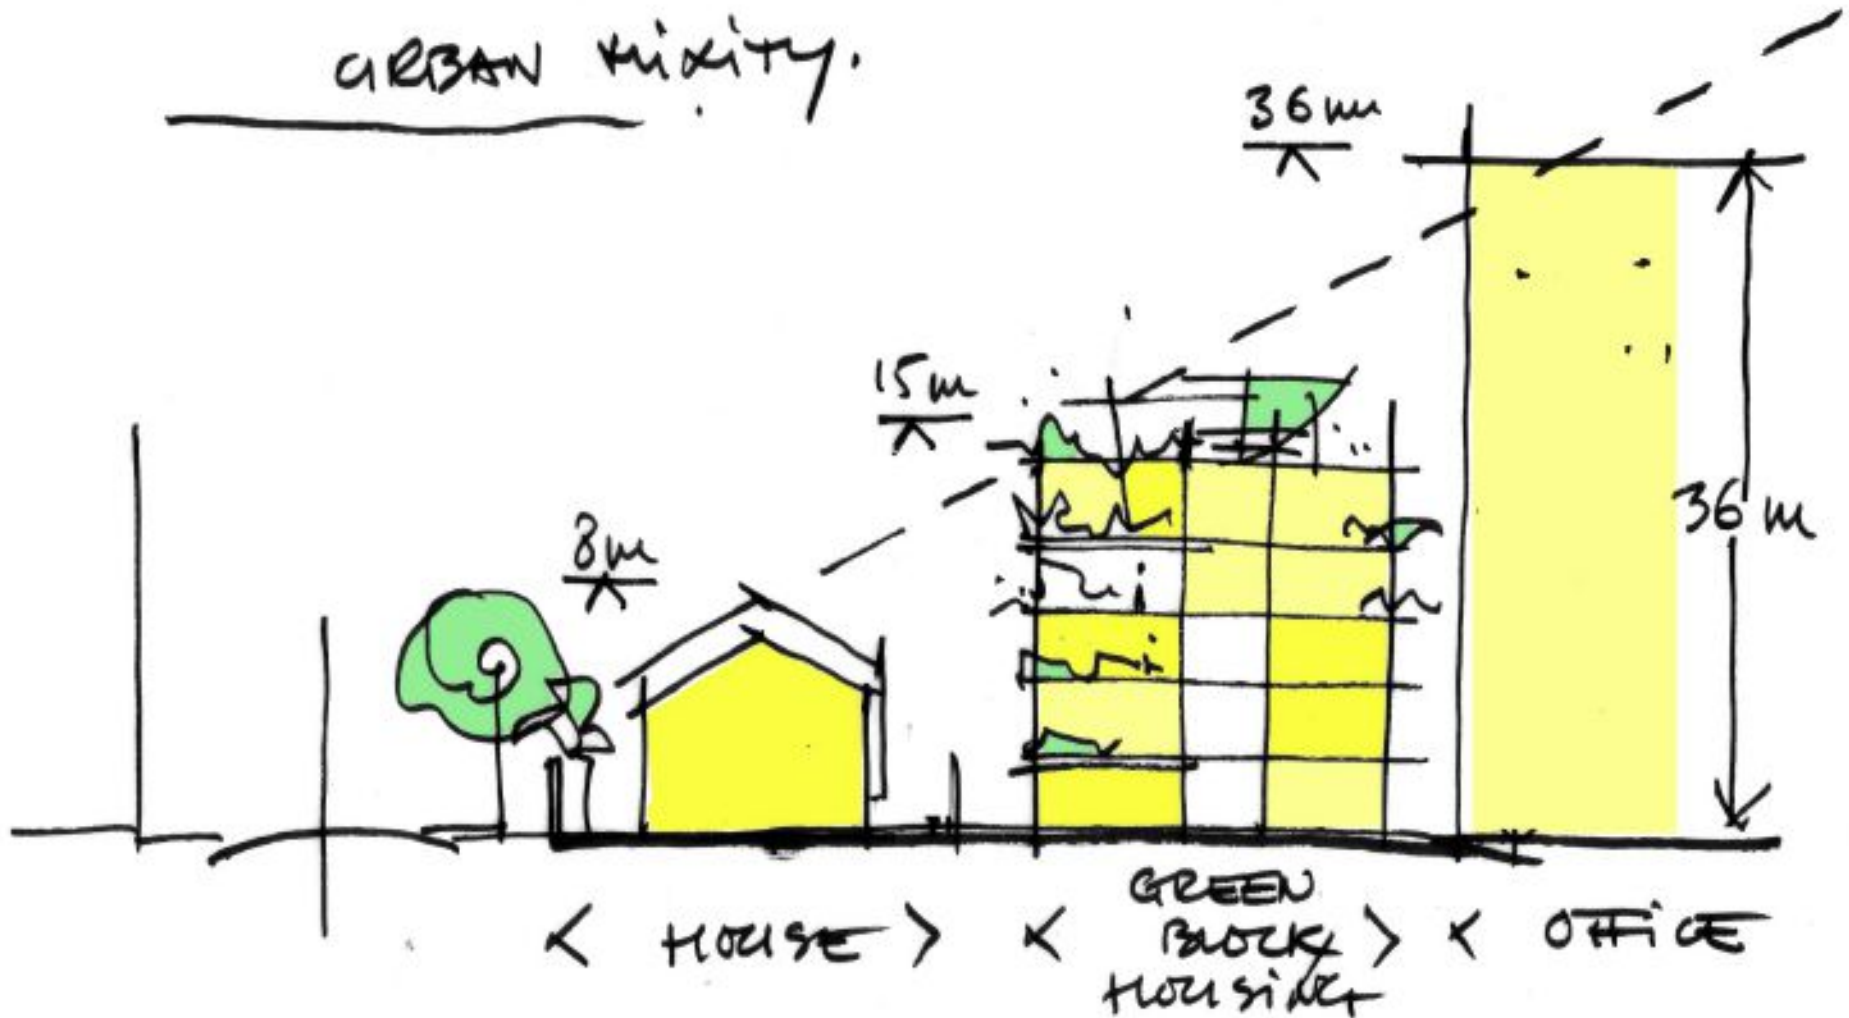 URBAN MIXITY.
36m
15m
8m
36 m
< HOUSE >
< GREEN BLOCK HOUSING >
< OFFICE